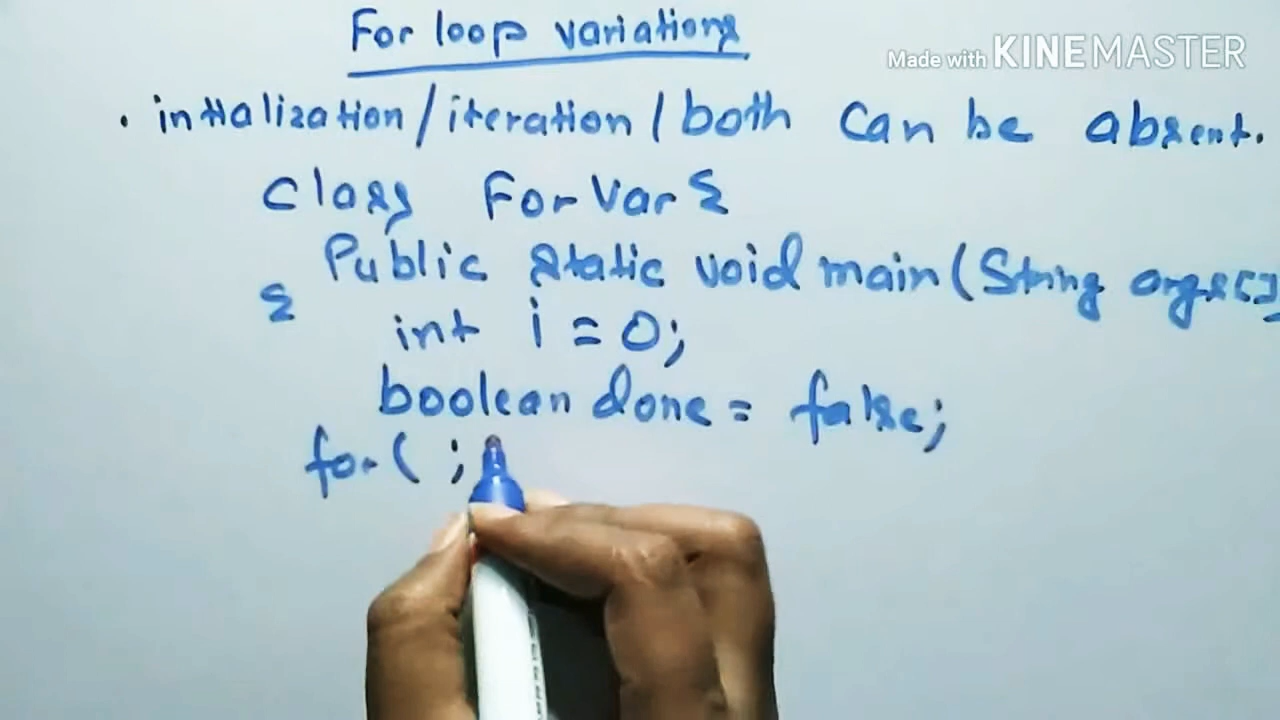 For loop variations
Made with KINEMASTER
. initialization/iteration/both can be absent.
Class ForVar {
Public static void main(String args[]
{
int i = 0;
boolean done = false;
for( ;